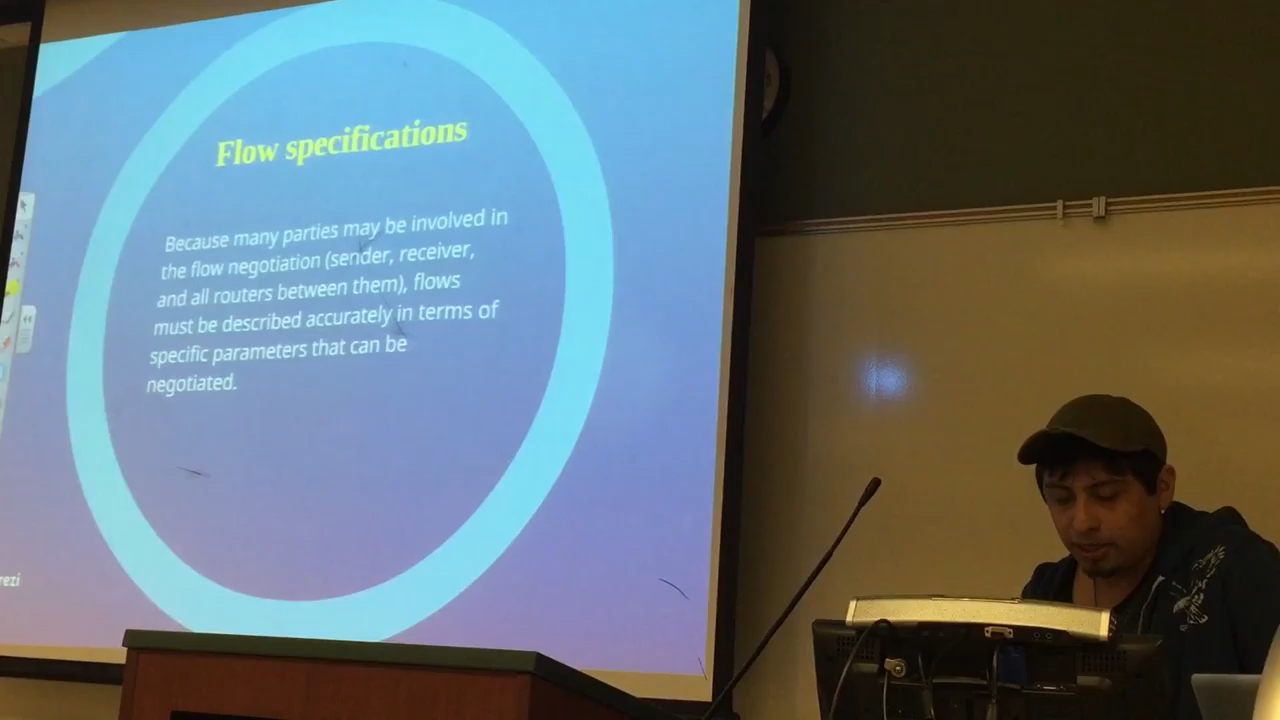 Flow specifications
Because many parties may be involved in
the flow negotiation (sender, receiver,
and all routers between them), flows
must be described accurately in terms of
specific parameters that can be
negotiated.
rezi